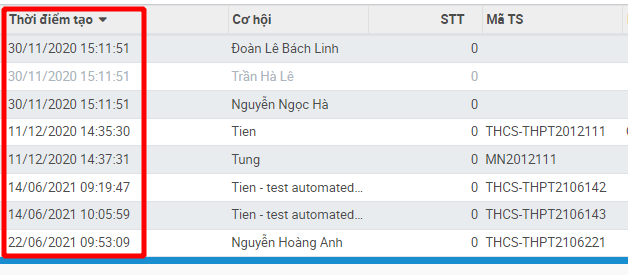 Thời điểm tạo Cơ hội STT Mã TS
30/11/2020 15:11:51 Đoàn Lê Bách Linh 0
30/11/2020 15:11:51 Trần Hà Lê 0
30/11/2020 15:11:51 Nguyễn Ngọc Hà 0
11/12/2020 14:35:30 Tien 0 THCS-THPT2012111
11/12/2020 14:37:31 Tung 0 MN2012111
14/06/2021 09:19:47 Tien - test automated... 0 THCS-THPT2106142
14/06/2021 10:05:59 Tien - test automated... 0 THCS-THPT2106143
22/06/2021 09:53:09 Nguyễn Hoàng Anh 0 THCS-THPT2106221